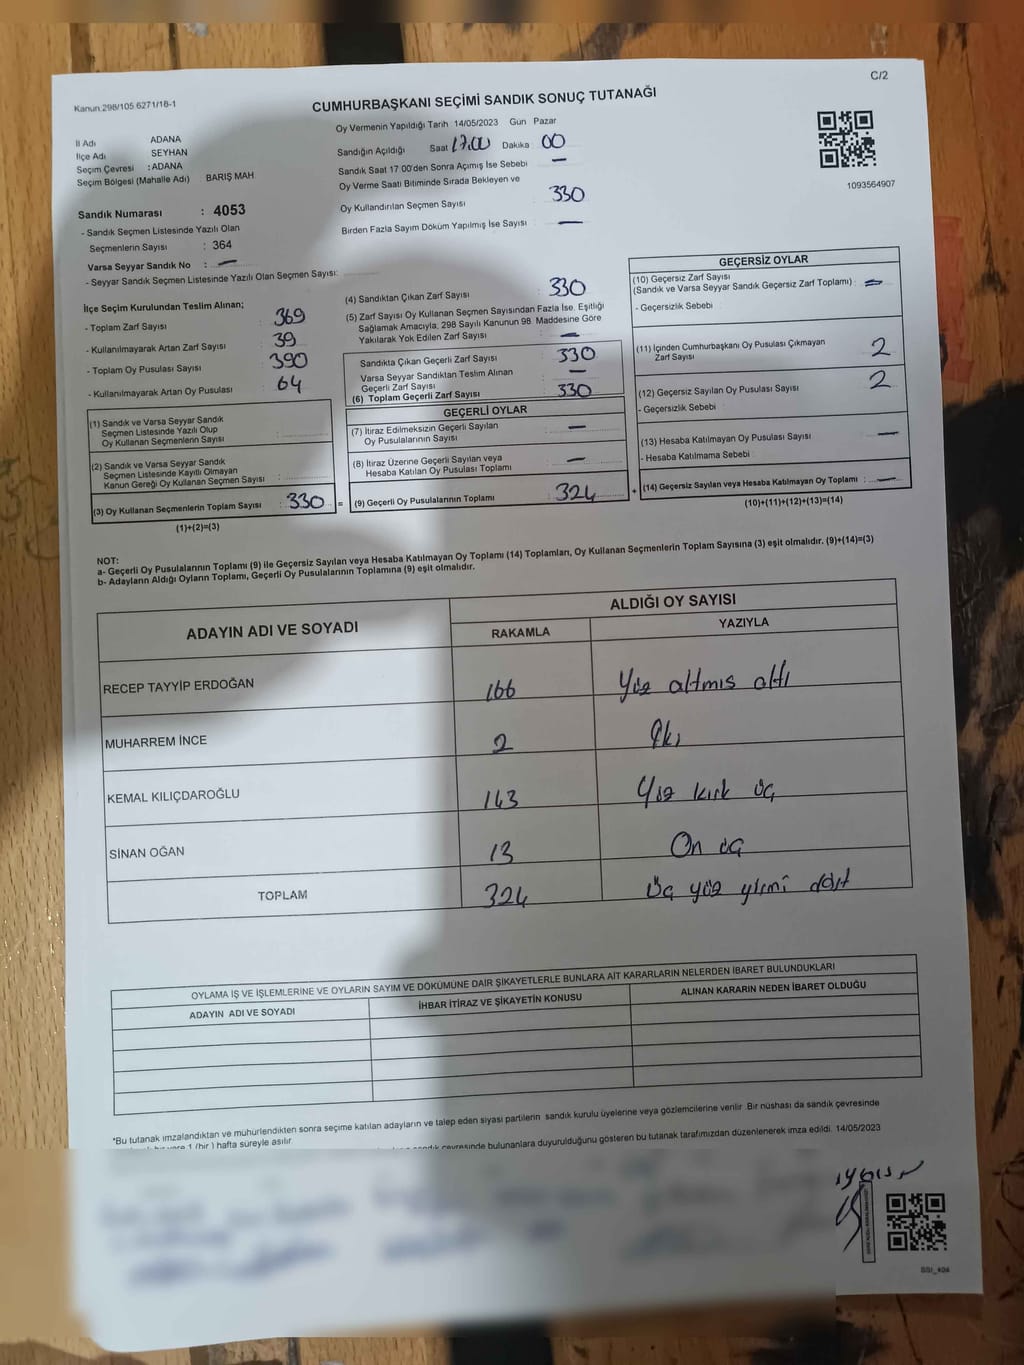 C/2
Kanun:298/105.6271/18-1
CUMHURBAŞKANI SEÇİMİ SANDIK SONUÇ TUTANAĞI
İl Adı ADANA
İlçe Adı SEYHAN
Seçim Çevresi : ADANA
Seçim Bölgesi (Mahalle Adı) BARIŞ MAH
Sandık Numarası : 4053
- Sandık Seçmen Listesinde Yazılı Olan
Seçmenlerin Sayısı : 364
Varsa Seyyar Sandık No : —
- Seyyar Sandık Seçmen Listesinde Yazılı Olan Seçmen Sayısı:
Oy Vermenin Yapıldığı Tarih 14/05/2023 Gün Pazar
Sandığın Açıldığı Saat 17.00 Dakika 00
Sandık Saat 17 00'den Sonra Açımış İse Sebebi —
Oy Verme Saati Bitiminde Sırada Bekleyen ve
Oy Kullandırılan Seçmen Sayısı 330
Birden Fazla Sayım Döküm Yapılmış İse Sayısı —
1093564907
İlçe Seçim Kurulundan Teslim Alınan;
- Toplam Zarf Sayısı : 369
- Kullanılmayarak Artan Zarf Sayısı : 39
- Toplam Oy Pusulası Sayısı : 390
- Kullanılmayarak Artan Oy Pusulası : 64
(1) Sandık ve Varsa Seyyar Sandık
Seçmen Listesinde Yazılı Olup
Oy Kullanan Seçmenlerin Sayısı :
(2) Sandık ve Varsa Seyyar Sandık
Seçmen Listesinde Kayıtlı Olmayan
Kanun Gereği Oy Kullanan Seçmen Sayısı :
(3) Oy Kullanan Seçmenlerin Toplam Sayısı : 330 =
(1)+(2)=(3)
(4) Sandıktan Çıkan Zarf Sayısı : 330
(5) Zarf Sayısı Oy Kullanan Seçmen Sayısından Fazla İse, Eşitliği
Sağlamak Amacıyla, 298 Sayılı Kanunun 98. Maddesine Göre
Yakılarak Yok Edilen Zarf Sayısı : —
Sandıkta Çıkan Geçerli Zarf Sayısı : 330
Varsa Seyyar Sandıktan Teslim Alınan
Geçerli Zarf Sayısı : —
(6) Toplam Geçerli Zarf Sayısı : 330
GEÇERLİ OYLAR
(7) İtiraz Edilmeksizin Geçerli Sayılan
Oy Pusulalarının Sayısı : —
(8) İtiraz Üzerine Geçerli Sayılan veya
Hesaba Katılan Oy Pusulası Toplamı : —
(9) Geçerli Oy Pusulalarının Toplamı : 324 +
GEÇERSİZ OYLAR
(10) Geçersiz Zarf Sayısı
(Sandık ve Varsa Seyyar Sandık Geçersiz Zarf Toplamı) : —
- Geçersizlik Sebebi :
(11) İçinden Cumhurbaşkanı Oy Pusulası Çıkmayan
Zarf Sayısı 2
(12) Geçersiz Sayılan Oy Pusulası Sayısı 2
- Geçersizlik Sebebi
(13) Hesaba Katılmayan Oy Pusulası Sayısı : —
- Hesaba Katılmama Sebebi :
(14) Geçersiz Sayılan veya Hesaba Katılmayan Oy Toplamı : —
(10)+(11)+(12)+(13)=(14)
NOT:
a- Geçerli Oy Pusulalarının Toplamı (9) ile Geçersiz Sayılan veya Hesaba Katılmayan Oy Toplamı (14) Toplamları, Oy Kullanan Seçmenlerin Toplam Sayısına (3) eşit olmalıdır. (9)+(14)=(3)
b- Adayların Aldığı Oyların Toplamı, Geçerli Oy Pusulalarının Toplamına (9) eşit olmalıdır.
ADAYIN ADI VE SOYADI
ALDIĞI OY SAYISI
RAKAMLA YAZIYLA
RECEP TAYYİP ERDOĞAN 166 Yüz altmıs altı
MUHARREM İNCE 2 İki
KEMAL KILIÇDAROĞLU 143 Yüz kırk üç
SİNAN OĞAN 13 On üç
TOPLAM 324 Üç yüz yirmi dört
OYLAMA İŞ VE İŞLEMLERİNE VE OYLARIN SAYIM VE DÖKÜMÜNE DAİR ŞİKAYETLERLE BUNLARA AİT KARARLARIN NELERDEN İBARET BULUNDUKLARI
ADAYIN ADI VE SOYADI İHBAR İTİRAZ VE ŞİKAYETİN KONUSU ALINAN KARARIN NEDEN İBARET OLDUĞU
*Bu tutanak imzalandıktan ve mühürlendikten sonra seçime katılan adayların ve talep eden siyasi partilerin sandık kurulu üyelerine veya gözlemcilerine verilir Bir nüshası da sandık çevresinde
1 (bir ) hafta süreyle asılır.
sandık çevresinde bulunanlara duyurulduğunu gösteren bu tutanak tarafımızdan düzenlenerek imza edildi. 14/05/2023